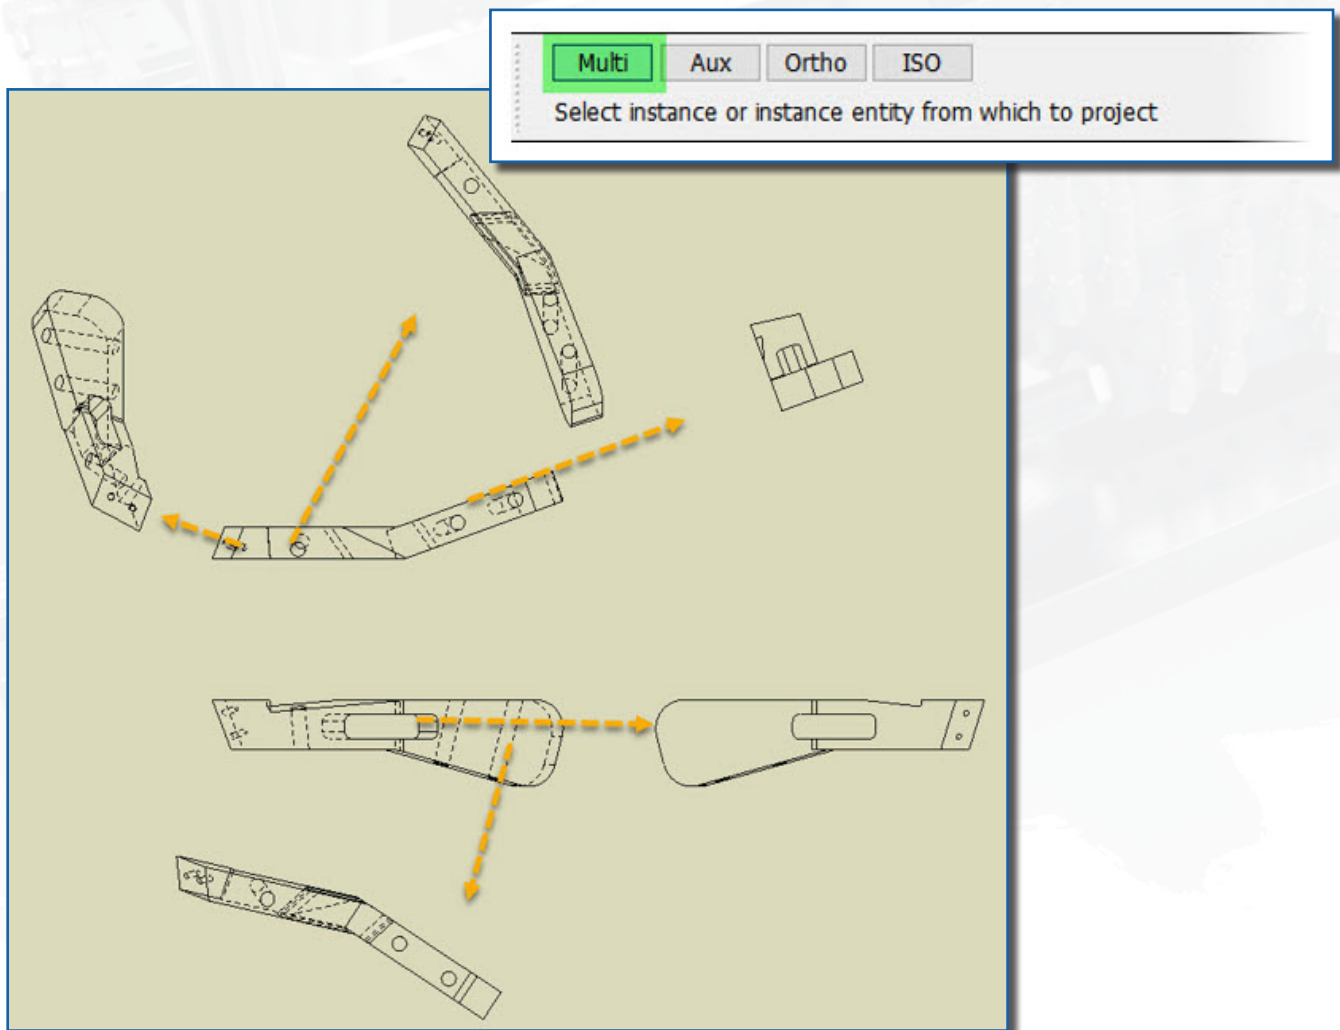 Multi Aux Ortho ISO
Select instance or instance entity from which to project